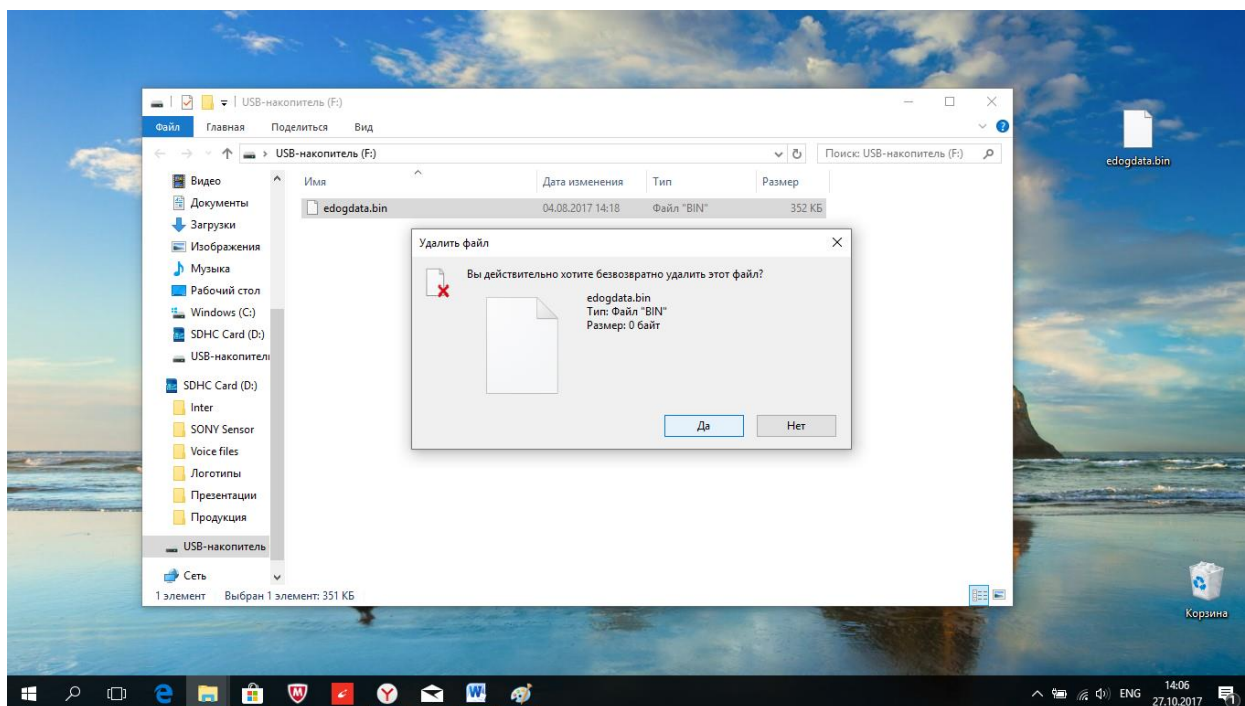 USB-накопитель (F:)
Файл Главная Поделиться Вид
USB-накопитель (F:) Поиск: USB-накопитель (F:)
edogdata.bin
Видео
Документы
Загрузки
Изображения
Музыка
Рабочий стол
Windows (C:)
SDHC Card (D:)
USB-накопитель
SDHC Card (D:)
Inter
SONY Sensor
Voice files
Логотипы
Презентации
Продукция
USB-накопитель
Сеть
Имя Дата изменения Тип Размер
edogdata.bin 04.08.2017 14:18 Файл "BIN" 352 КБ
Удалить файл
Вы действительно хотите безвозвратно удалить этот файл?
edogdata.bin
Тип: Файл "BIN"
Размер: 0 байт
Да Нет
1 элемент Выбран 1 элемент: 351 КБ
Корзина
ENG
14:06
27.10.2017